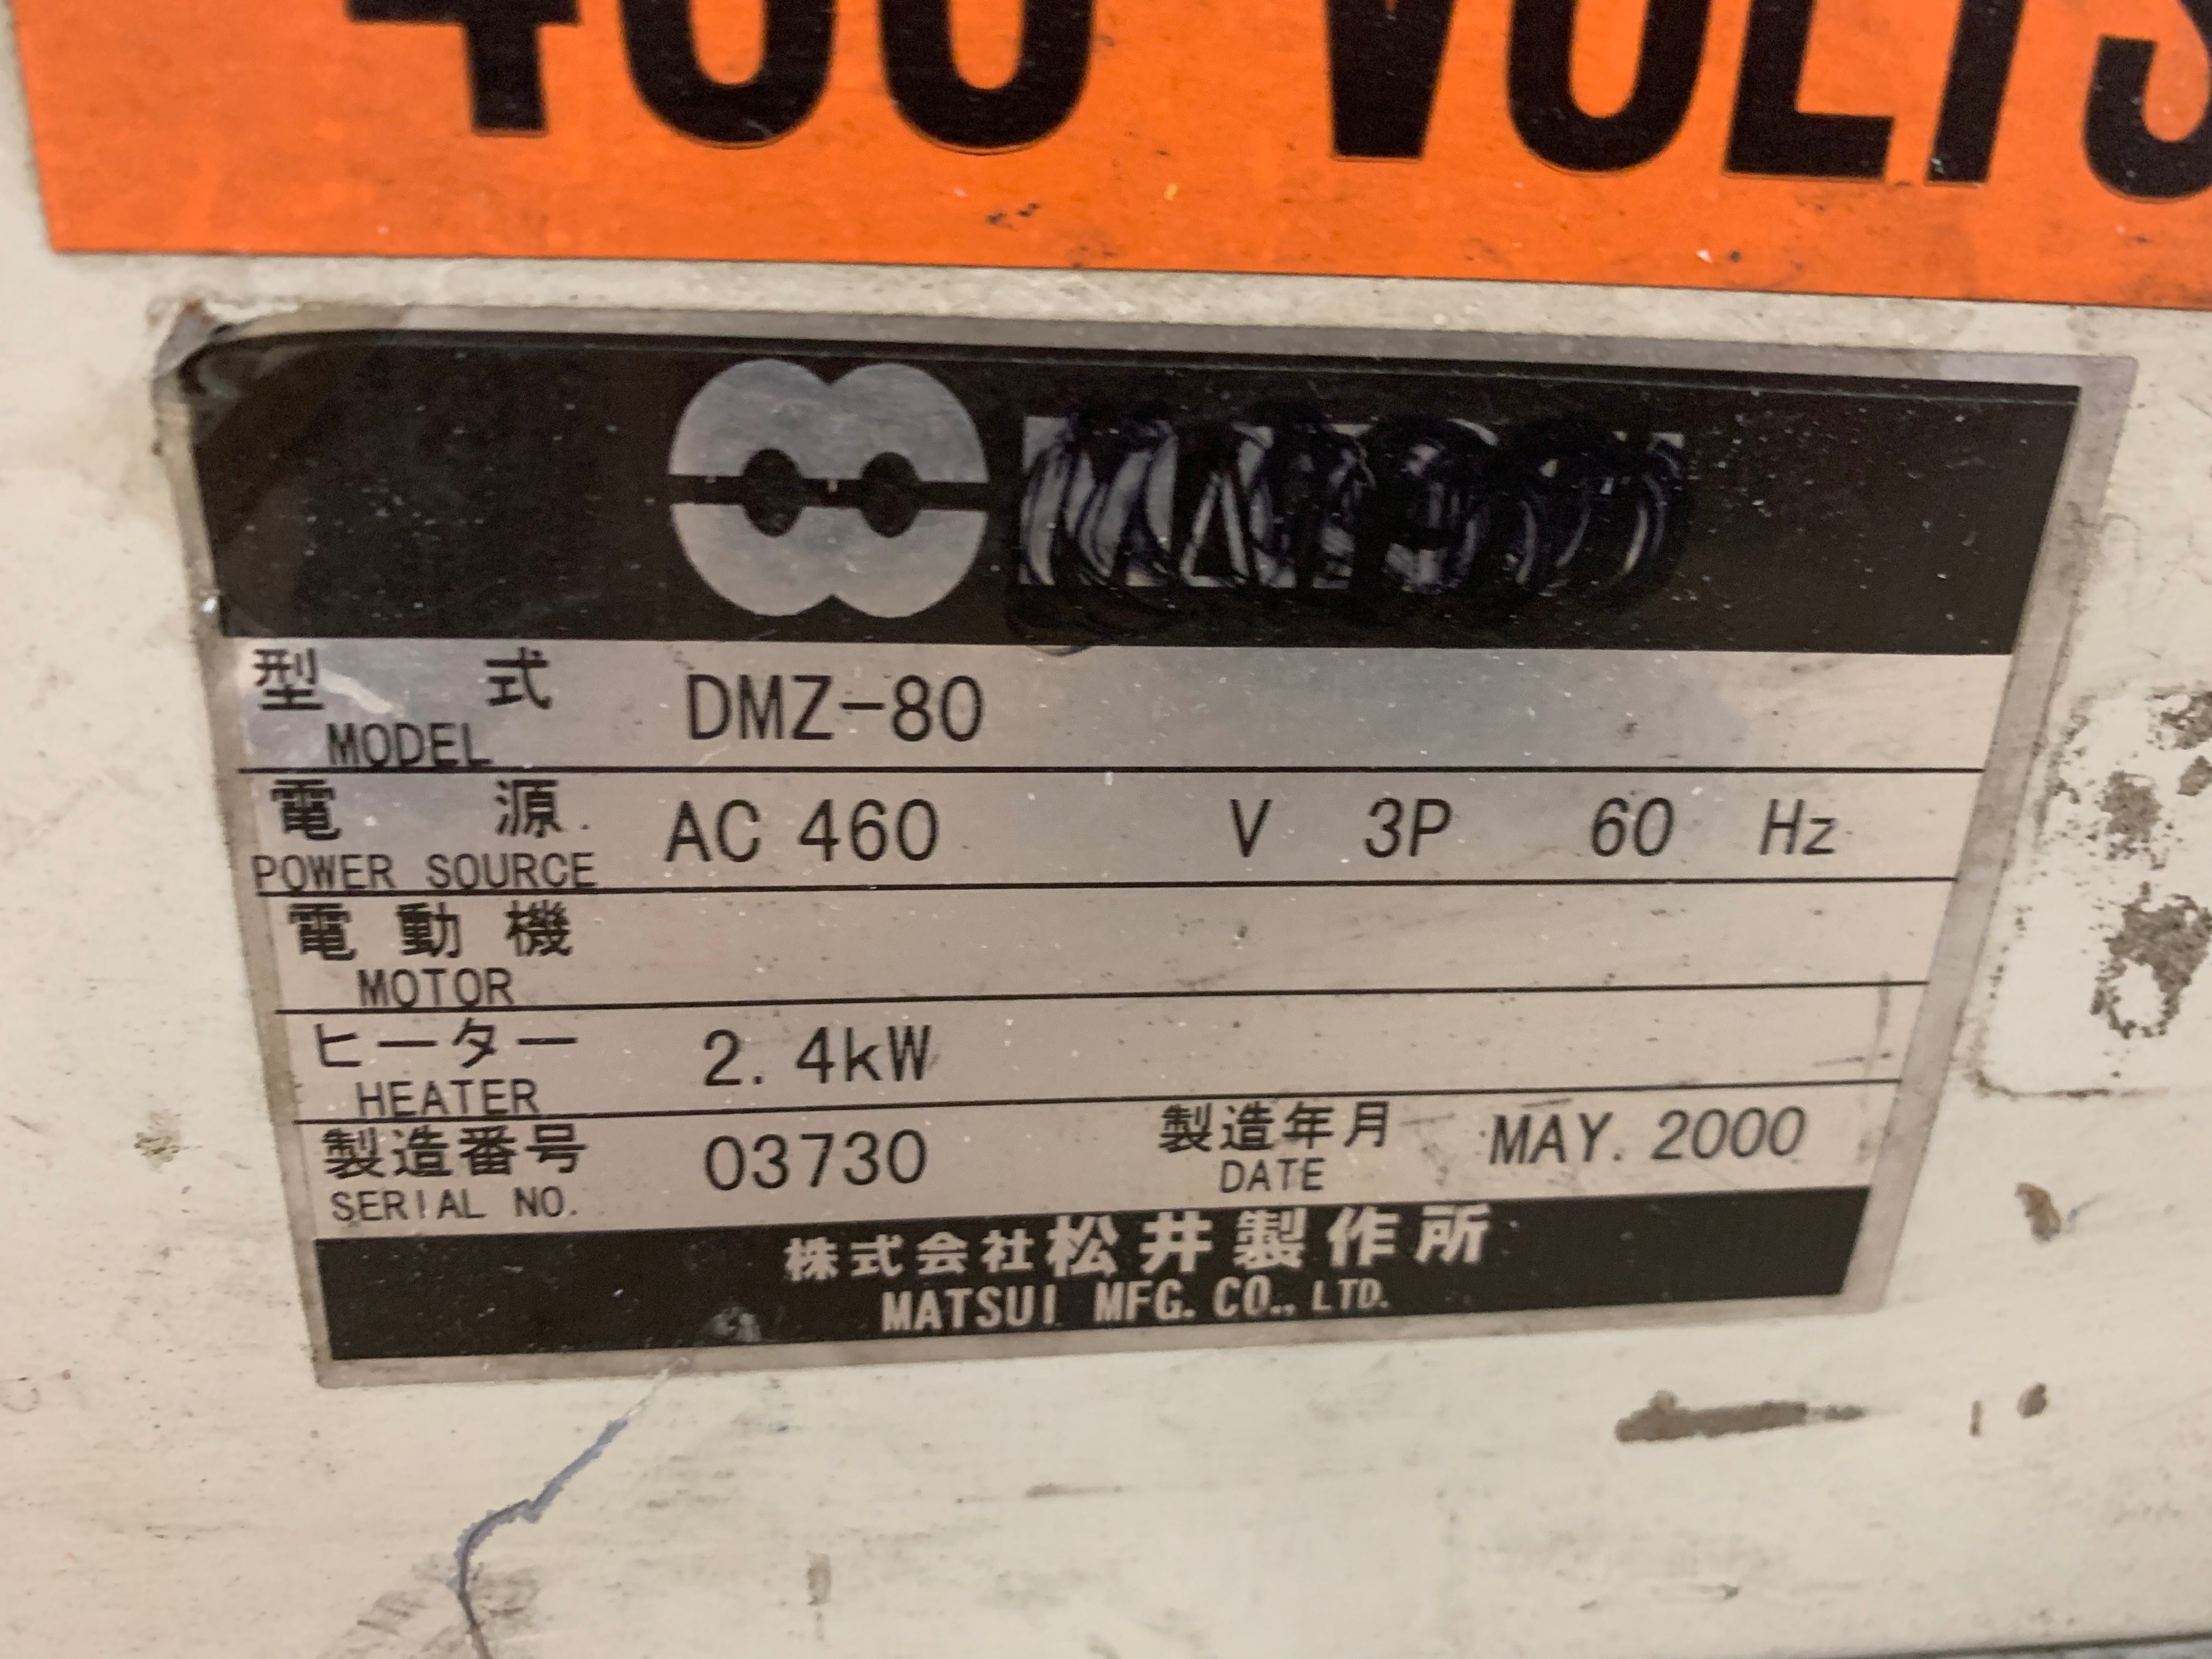 460 VOLTS
型式 DMZ-80
MODEL
電源 AC 460 V 3P 60 Hz
POWER SOURCE
電動機
MOTOR
ヒーター 2.4kW
HEATER
製造番号 03730 製造年月 MAY. 2000
SERIAL NO. DATE
株式会社松井製作所
MATSUI MFG. CO., LTD.